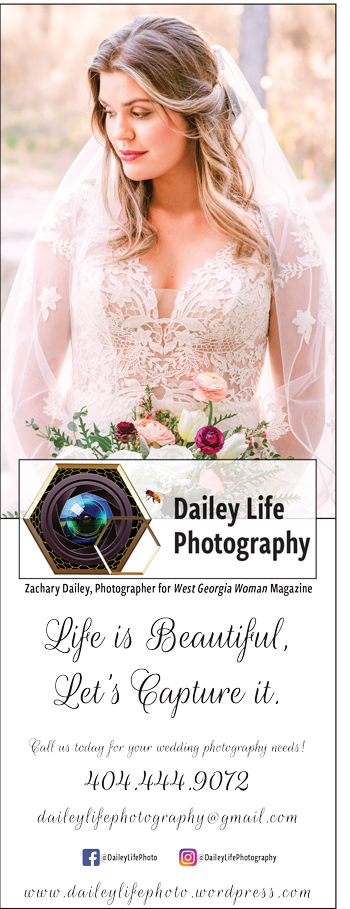 Dailey Life
Photography
Zachary Dailey, Photographer for West Georgia Woman Magazine
Life is Beautiful,
Let's Capture it.
Call us today for your wedding photography needs!
404.444.9072
daileylifephotography@gmail.com
@DaileyLifePhoto @DaileyLifePhotography
www.daileylifephoto.wordpress.com